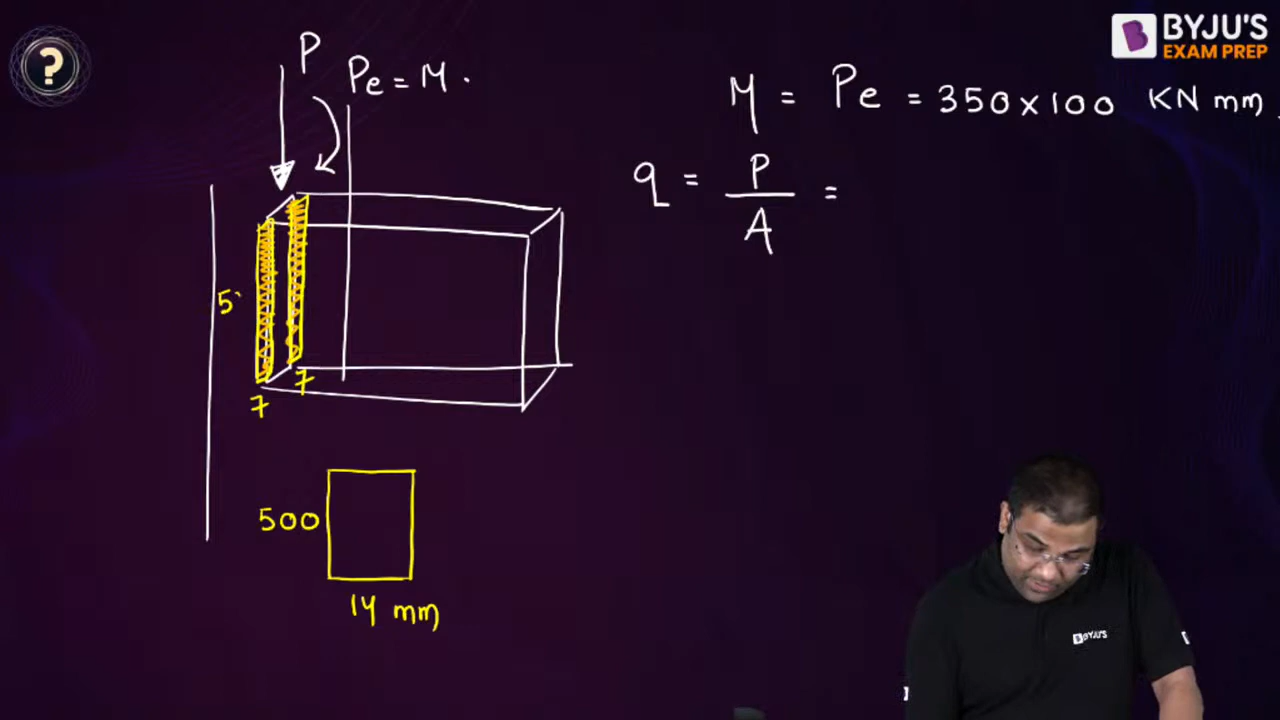 ?
BYJU'S
EXAM PREP
P
Pe = M .
M = Pe = 350 x 100 KN mm
q = P / A =
5
7
7
500
14 mm
BYJU'S